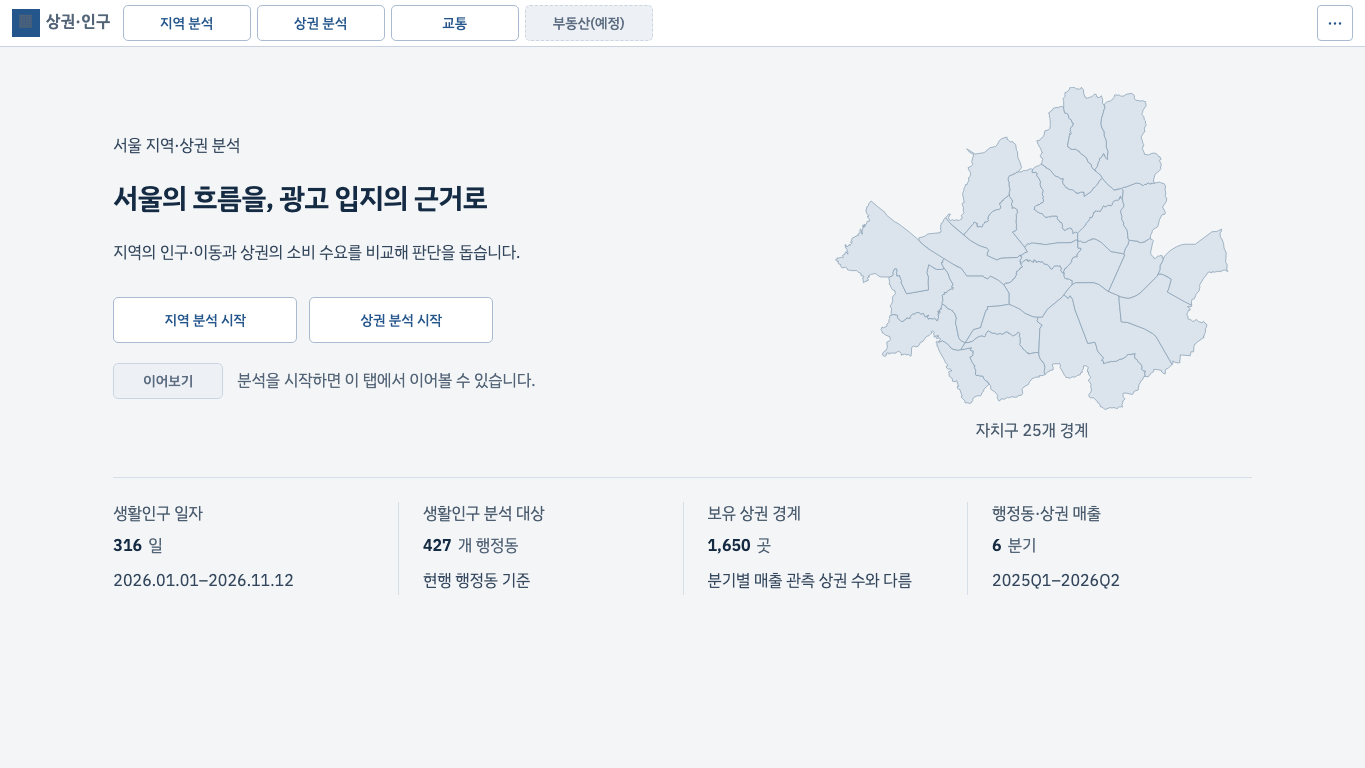 상권·인구
지역 분석
상권 분석
교통
부동산(예정)
···
서울 지역·상권 분석
서울의 흐름을, 광고 입지의 근거로
지역의 인구·이동과 상권의 소비 수요를 비교해 판단을 돕습니다.
지역 분석 시작
상권 분석 시작
이어보기
분석을 시작하면 이 탭에서 이어볼 수 있습니다.
자치구 25개 경계
생활인구 일자
316 일
2026.01.01–2026.11.12
생활인구 분석 대상
427 개 행정동
현행 행정동 기준
보유 상권 경계
1,650 곳
분기별 매출 관측 상권 수와 다름
행정동·상권 매출
6 분기
2025Q1–2026Q2